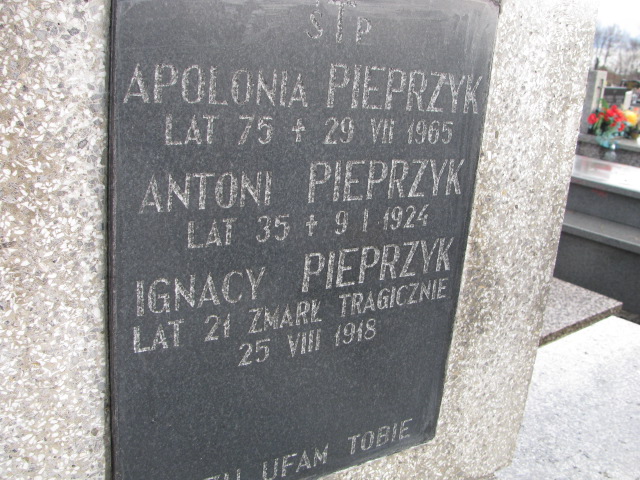 Ś†P
APOLONIA PIEPRZYK
LAT 75 + 29 VII 1965
ANTONI PIEPRZYK
LAT 35 + 9 I 1924
IGNACY PIEPRZYK
LAT 21 ZMARŁ TRAGICZNIE
25 VIII 1918
UFAM TOBIE